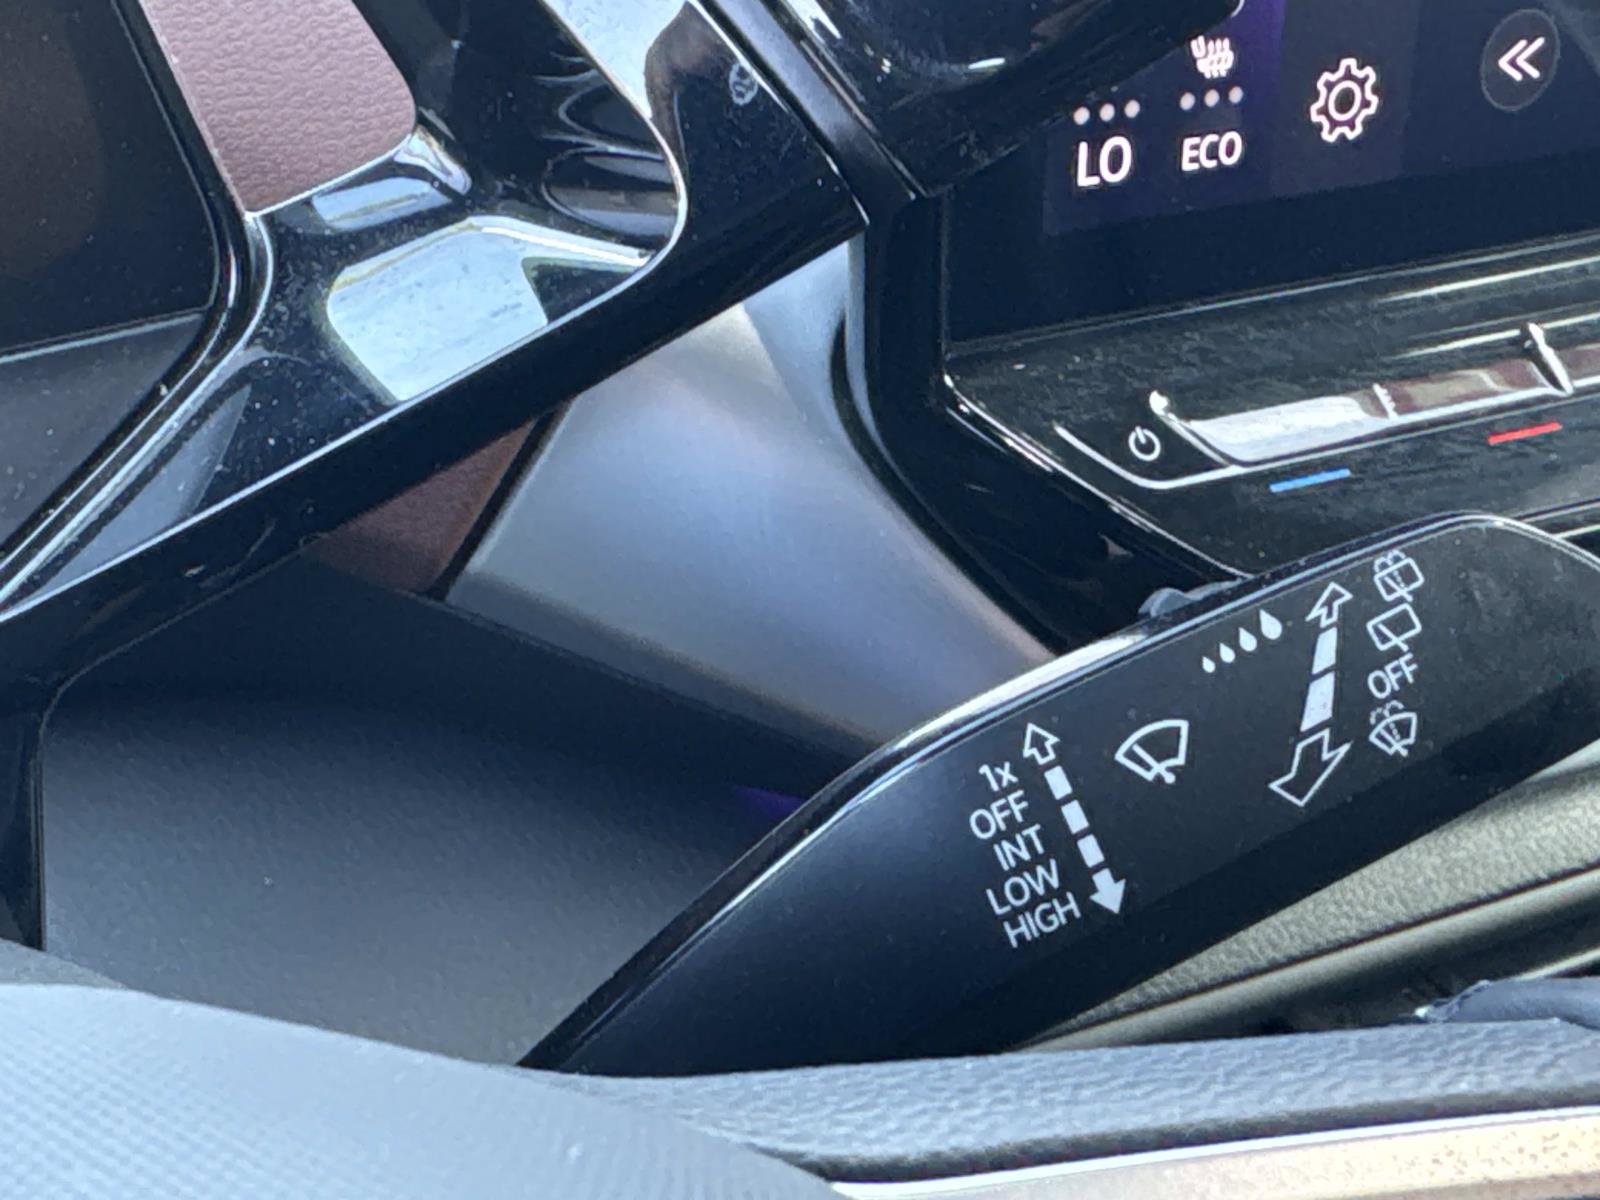 LO
ECO
1x
OFF
INT
LOW
HIGH
OFF